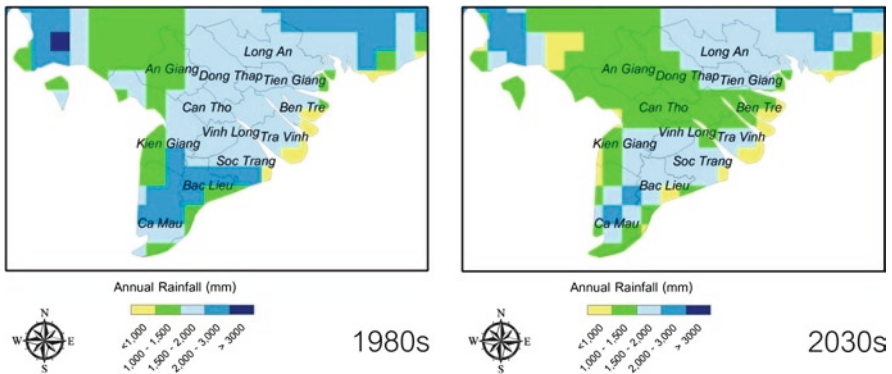 Long An
An Giang
Dong Thap
Tien Giang
Can Tho
Ben Tre
Vinh Long
Tra Vinh
Kien Giang
Soc Trang
Bac Lieu
Ca Mau
Annual Rainfall (mm)
<1,000
1,000 - 1,500
1,500 - 2,000
2,000 - 3,000
> 3000
N
W
E
S
1980s
Long An
An Giang
Dong Thap
Tien Giang
Can Tho
Ben Tre
Vinh Long
Tra Vinh
Kien Giang
Soc Trang
Bac Lieu
Ca Mau
Annual Rainfall (mm)
<1,000
1,000 - 1,500
1,500 - 2,000
2,000 - 3,000
> 3000
N
W
E
S
2030s